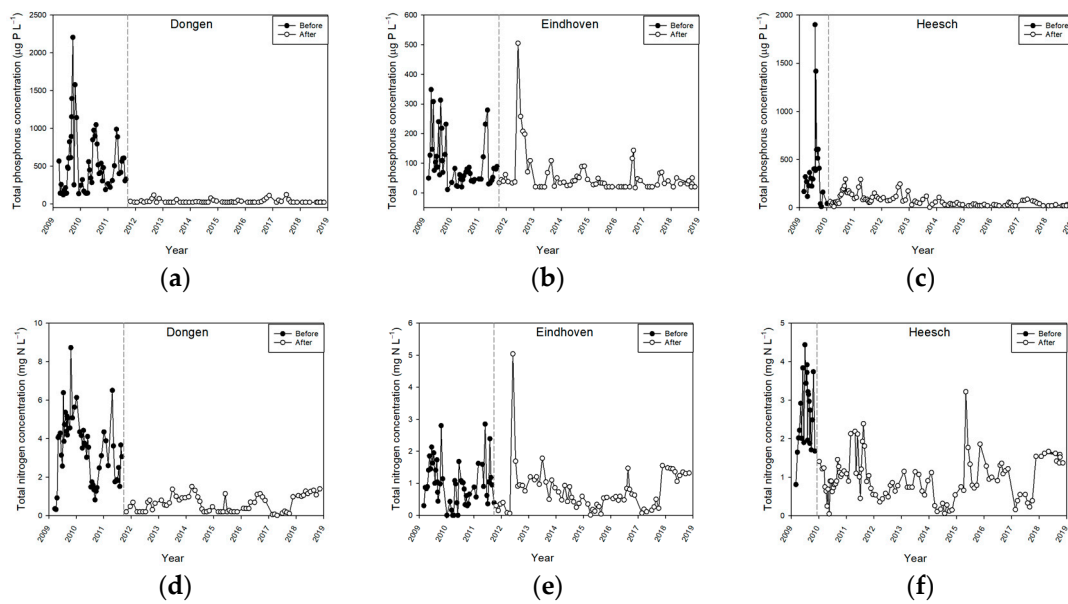 Dongen
Before
After
Total phosphorus concentration (µg P L⁻¹)
2500
2000
1500
1000
500
0
2009
2010
2011
2012
2013
2014
2015
2016
2017
2018
2019
Year
(a)
Eindhoven
Before
After
Total phosphorus concentration (µg P L⁻¹)
600
500
400
300
200
100
0
2009
2010
2011
2012
2013
2014
2015
2016
2017
2018
2019
Year
(b)
Heesch
Before
After
Total phosphorus concentration (µg P L⁻¹)
2000
1500
1000
500
0
2009
2010
2011
2012
2013
2014
2015
2016
2017
2018
2019
Year
(c)
Dongen
Before
After
Total nitrogen concentration (mg N L⁻¹)
10
8
6
4
2
0
2009
2010
2011
2012
2013
2014
2015
2016
2017
2018
2019
Year
(d)
Eindhoven
Before
After
Total nitrogen concentration (mg N L⁻¹)
6
5
4
3
2
1
0
2009
2010
2011
2012
2013
2014
2015
2016
2017
2018
2019
Year
(e)
Heesch
Before
After
Total nitrogen concentration (mg N L⁻¹)
5
4
3
2
1
0
2009
2010
2011
2012
2013
2014
2015
2016
2017
2018
2019
Year
(f)